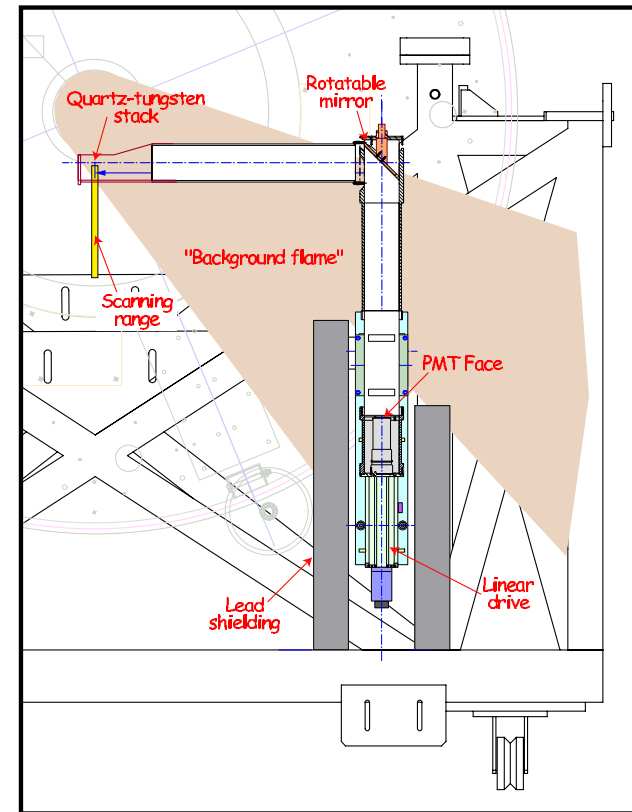 Rotatable
mirror
Quartz-tungsten
stack
"Background flame"
Scanning
range
PMT Face
Linear
drive
Lead
shielding